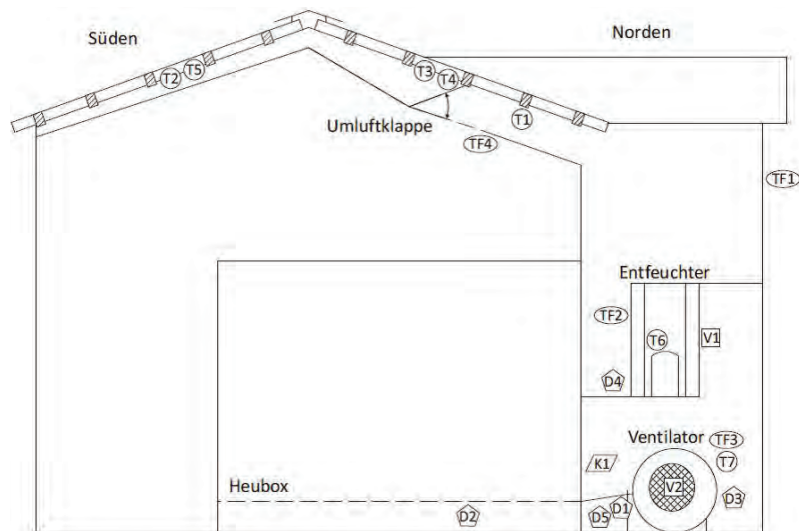 Süden
Norden
T2
T5
T3
T4
T1
Umluftklappe
TF4
TF1
Entfeuchter
TF2
T6
V1
D4
Ventilator
TF3
K1
T7
Heubox
V2
D3
D1
D2
D5